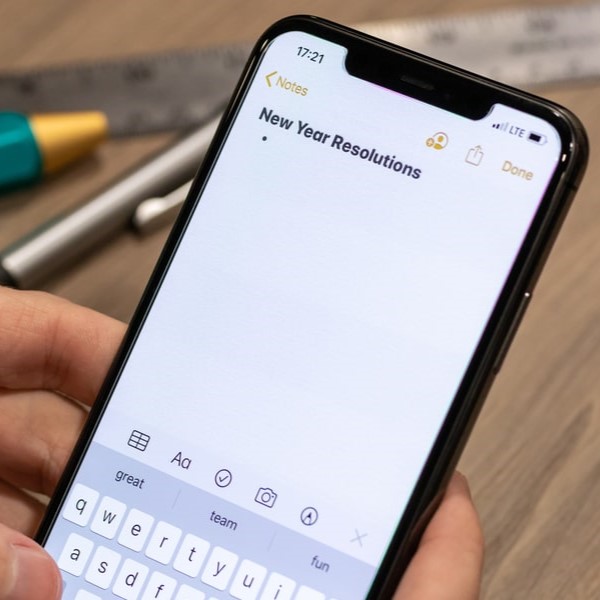 17:21
LTE
Notes
Done
New Year Resolutions
•
Aa
great team fun
q w e r t y u i
a s d f